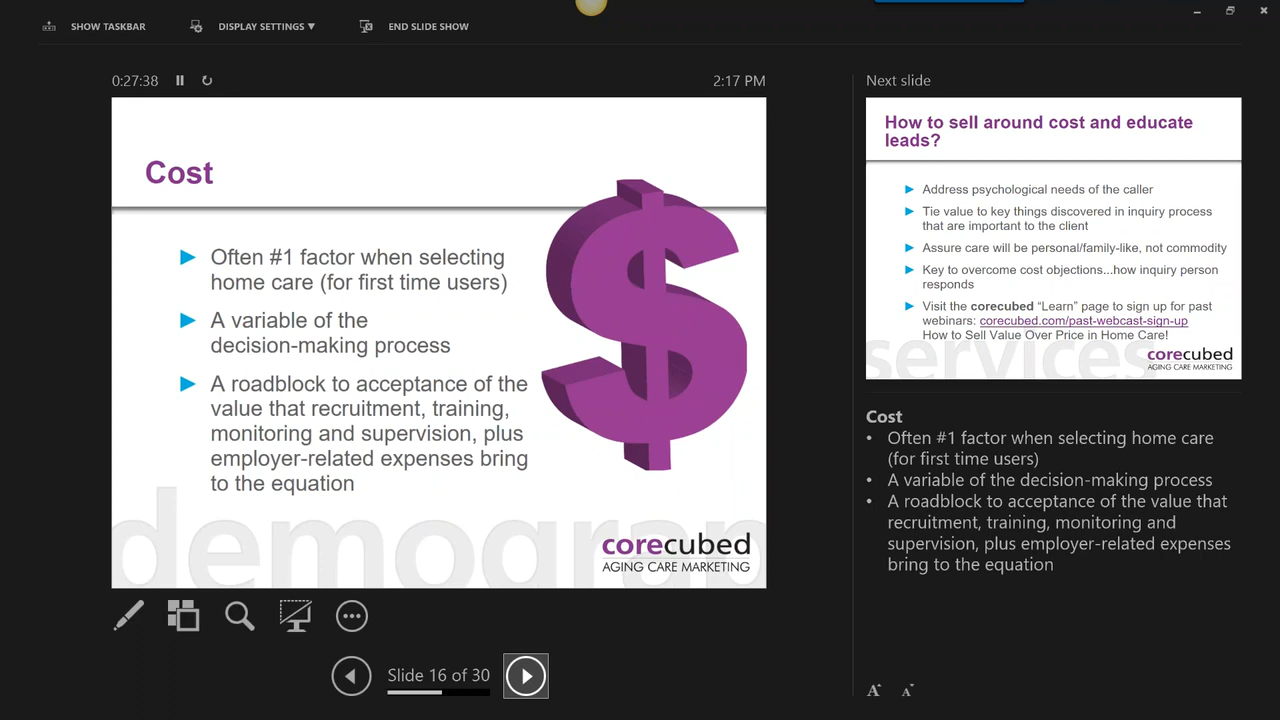 SHOW TASKBAR
DISPLAY SETTINGS ▼
END SLIDE SHOW
0:27:38
2:17 PM
Cost
Often #1 factor when selecting
home care (for first time users)
A variable of the
decision-making process
A roadblock to acceptance of the
value that recruitment, training,
monitoring and supervision, plus
employer-related expenses bring
to the equation
$
demograp
corecubed
AGING CARE MARKETING
Slide 16 of 30
Next slide
How to sell around cost and educate
leads?
Address psychological needs of the caller
Tie value to key things discovered in inquiry process
that are important to the client
Assure care will be personal/family-like, not commodity
Key to overcome cost objections...how inquiry person
responds
Visit the corecubed “Learn” page to sign up for past
webinars: corecubed.com/past-webcast-sign-up
How to Sell Value Over Price in Home Care!
services
corecubed
AGING CARE MARKETING
Cost
• Often #1 factor when selecting home care
(for first time users)
• A variable of the decision-making process
• A roadblock to acceptance of the value that
recruitment, training, monitoring and
supervision, plus employer-related expenses
bring to the equation
A A